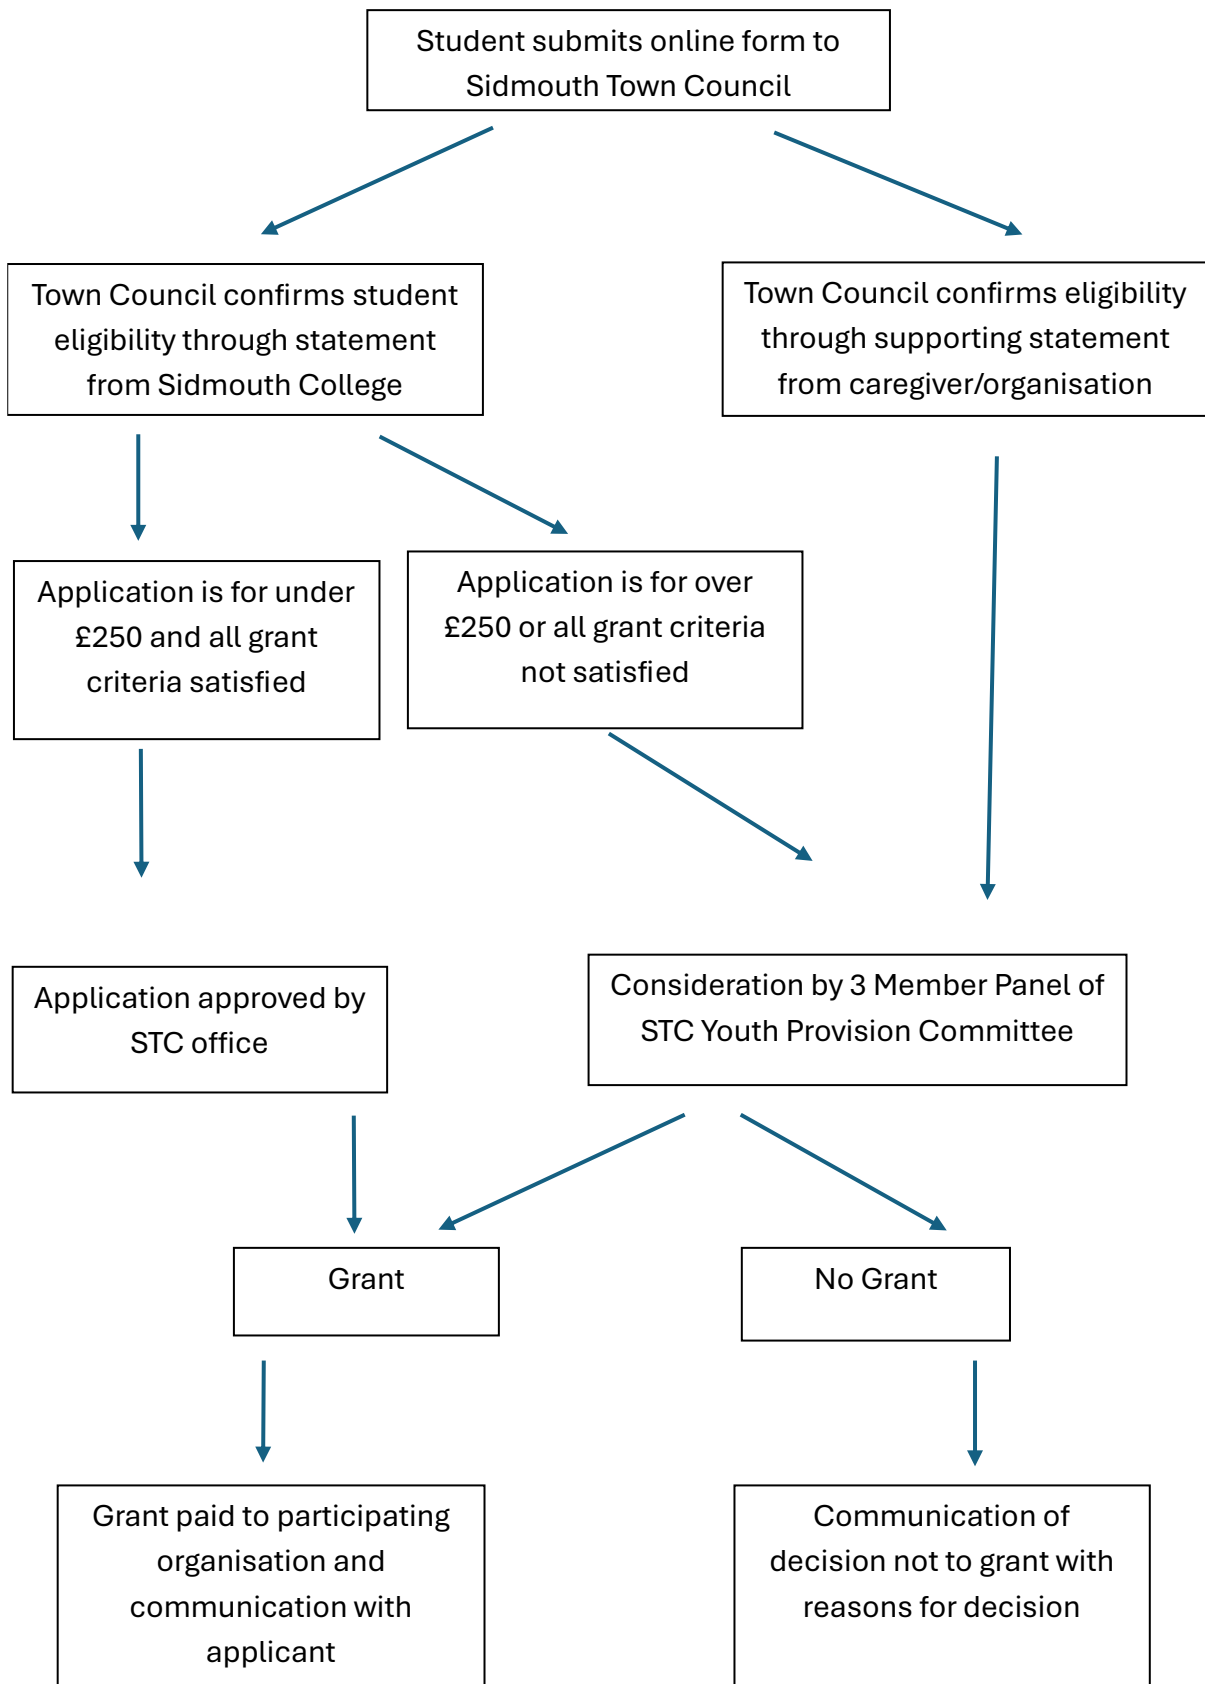 Student submits online form to
Sidmouth Town Council
Town Council confirms student
eligibility through statement
from Sidmouth College
Town Council confirms eligibility
through supporting statement
from caregiver/organisation
Application is for under
£250 and all grant
criteria satisfied
Application is for over
£250 or all grant criteria
not satisfied
Application approved by
STC office
Consideration by 3 Member Panel of
STC Youth Provision Committee
Grant
No Grant
Grant paid to participating
organisation and
communication with
applicant
Communication of
decision not to grant with
reasons for decision